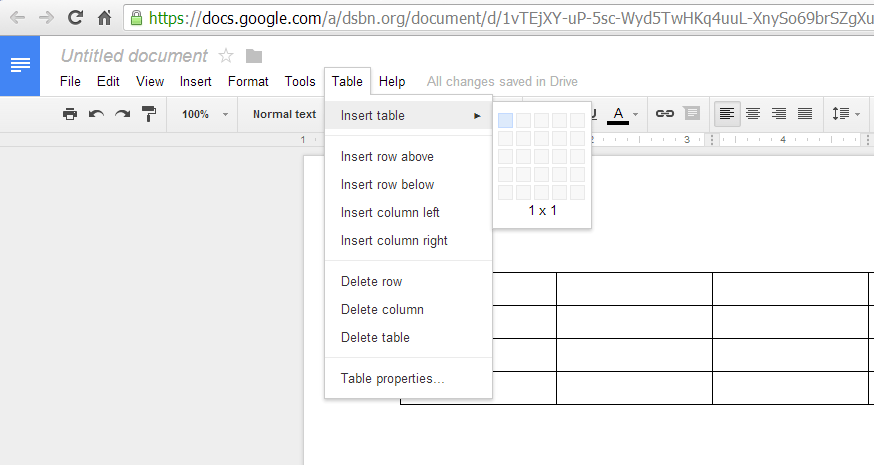 https://docs.google.com/a/dsbn.org/document/d/1vTEjXY-uP-5sc-Wyd5TwHKq4uuL-XnySo69brSZgXu
Untitled document
File Edit View Insert Format Tools Table Help All changes saved in Drive
100% Normal text A
1 2 3 4
Insert table
1 x 1
Insert row above
Insert row below
Insert column left
Insert column right
Delete row
Delete column
Delete table
Table properties...